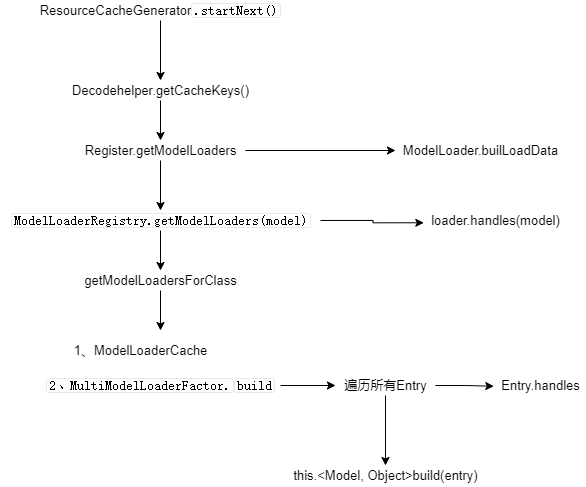 ResourceCacheGenerator.startNext()
Decodehelper.getCacheKeys()
Register.getModelLoaders
ModelLoader.builLoadData
ModelLoaderRegistry.getModelLoaders(model)
loader.handles(model)
getModelLoadersForClass
1、ModelLoaderCache
2、MultiModelLoaderFactor. build
遍历所有Entry
Entry.handles
this.<Model, Object>build(entry)